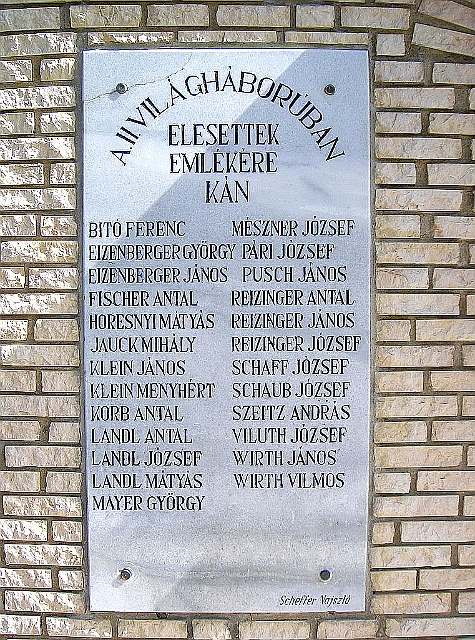 A II VILÁGHÁBORÚBAN
ELESETTEK
EMLÉKÉRE
KÁN
BITÓ FERENC
EIZENBERGER GYÖRGY
EIZENBERGER JÁNOS
FISCHER ANTAL
HORESNYI MÁTYÁS
JAUCK MIHÁLY
KLEIN JÁNOS
KLEIN MENYHÉRT
KORB ANTAL
LANDL ANTAL
LANDL JÓZSEF
LANDL MÁTYÁS
MAYER GYÖRGY
MÉSZNER JÓZSEF
PÁRI JÓZSEF
PUSCH JÁNOS
REIZINGER ANTAL
REIZINGER JÁNOS
REIZINGER JÓZSEF
SCHAFF JÓZSEF
SCHAUB JÓZSEF
SZEITZ ANDRÁS
VILUTH JÓZSEF
WIRTH JÁNOS
WIRTH VILMOS
Scheffer Vajszló